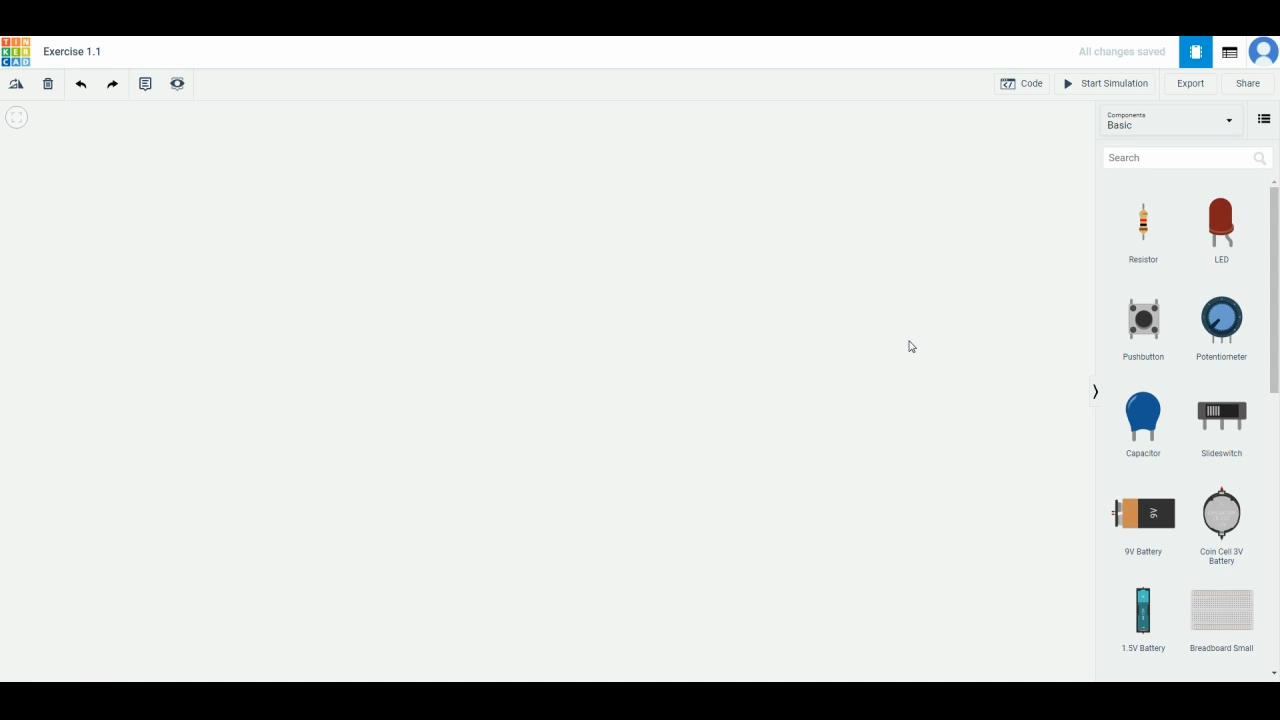 TIN
KER
CAD
Exercise 1.1
All changes saved
Code
Start Simulation
Export
Share
Components
Basic
Search
Resistor
LED
Pushbutton
Potentiometer
Capacitor
Slideswitch
9V
9V Battery
Coin Cell 3V
Battery
1.5V Battery
Breadboard Small